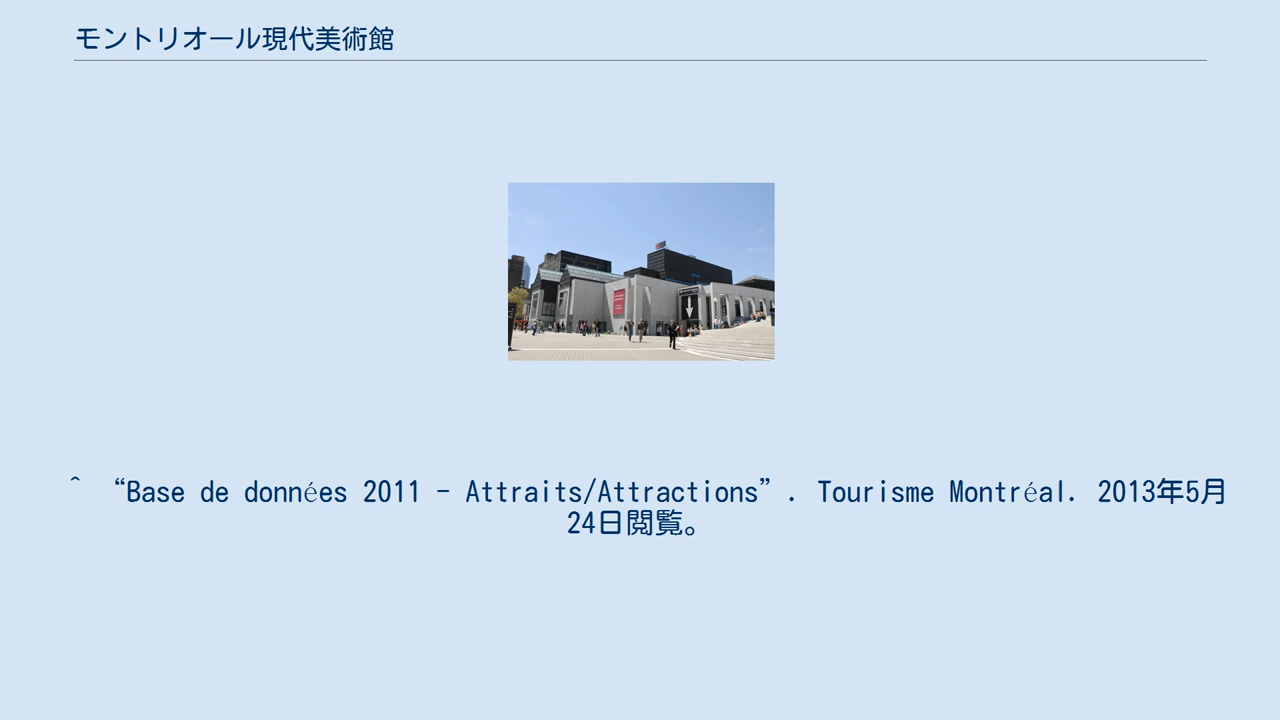 モントリオール現代美術館
^ “Base de données 2011 - Attraits/Attractions”. Tourisme Montréal. 2013年5月
24日閲覧。